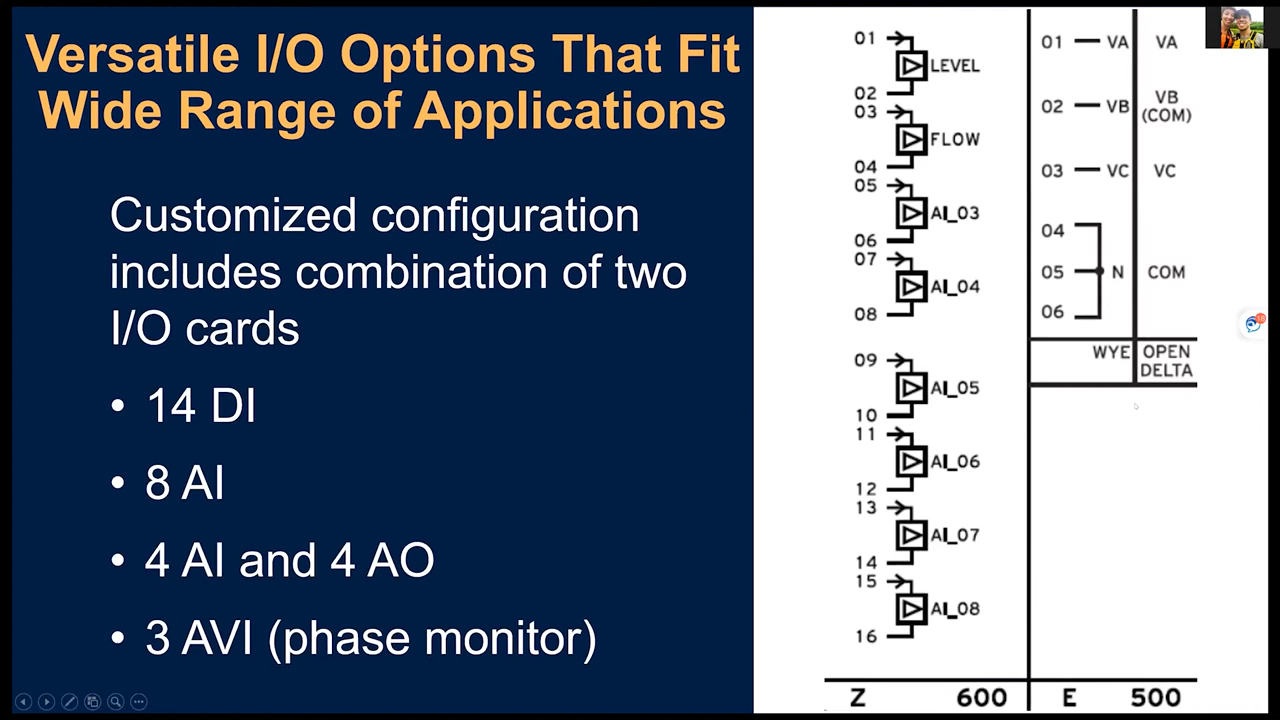 Versatile I/O Options That Fit
Wide Range of Applications
Customized configuration
includes combination of two
I/O cards
• 14 DI
• 8 AI
• 4 AI and 4 AO
• 3 AVI (phase monitor)
01
LEVEL
02
03
FLOW
04
05
AI_03
06
07
AI_04
08
09
AI_05
10
11
AI_06
12
13
AI_07
14
15
AI_08
16
Z 600
01 VA VA
02 VB VB
(COM)
03 VC VC
04
05 N COM
06
WYE OPEN
DELTA
E 500